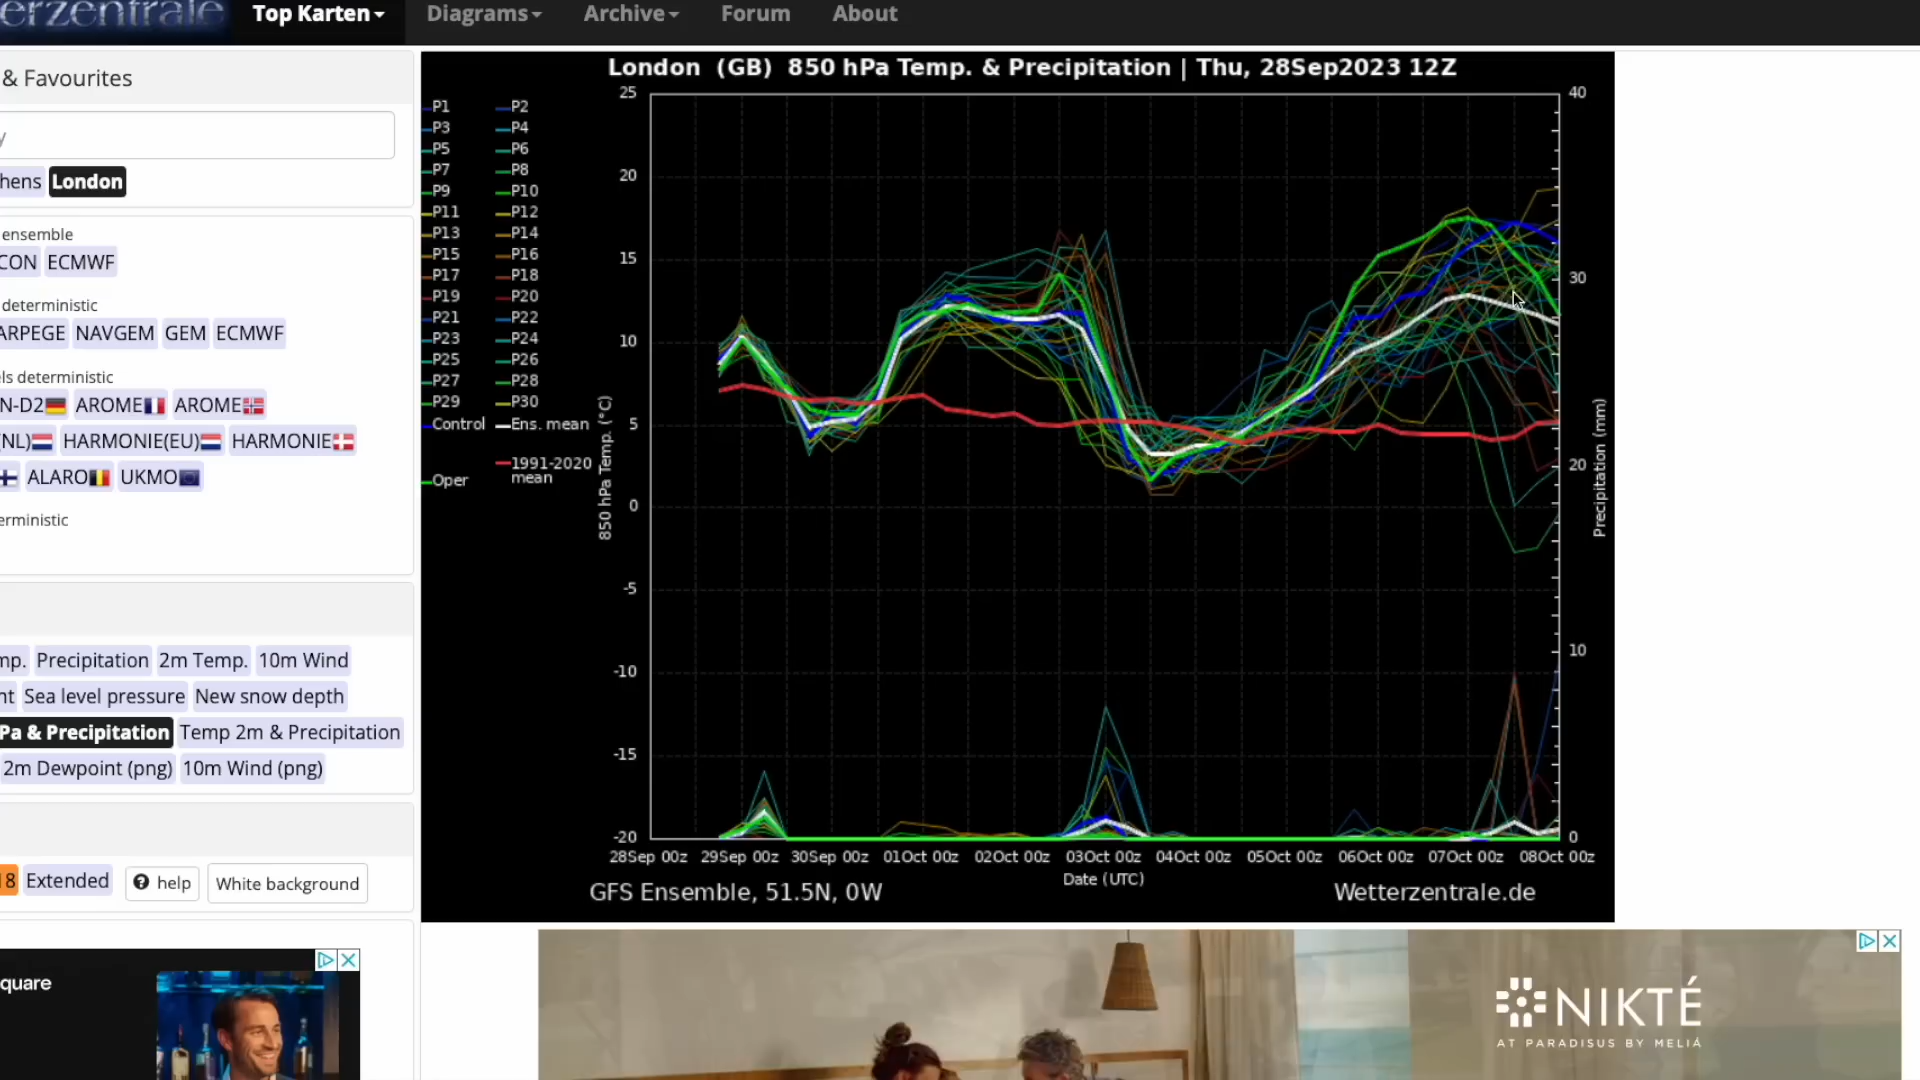 erzentrale
Top Karten
Diagrams
Archive
Forum
About
& Favourites
y
hens
London
ensemble
CON
ECMWF
deterministic
ARPEGE
NAVGEM
GEM
ECMWF
ls deterministic
N-D2
AROME
AROME
(NL)
HARMONIE(EU)
HARMONIE
ALARO
UKMO
erministic
mp.
Precipitation
2m Temp.
10m Wind
nt
Sea level pressure
New snow depth
Pa & Precipitation
Temp 2m & Precipitation
2m Dewpoint (png)
10m Wind (png)
18
Extended
help
White background
London (GB) 850 hPa Temp. & Precipitation | Thu, 28Sep2023 12Z
P1 P2
P3 P4
P5 P6
P7 P8
P9 P10
P11 P12
P13 P14
P15 P16
P17 P18
P19 P20
P21 P22
P23 P24
P25 P26
P27 P28
P29 P30
Control Ens. mean
1991-2020
mean
Oper
25
20
15
10
5
0
-5
-10
-15
-20
850 hPa Temp. (°C)
40
30
20
10
0
Precipitation (mm)
28Sep 00z 29Sep 00z 30Sep 00z 01Oct 00z 02Oct 00z 03Oct 00z 04Oct 00z 05Oct 00z 06Oct 00z 07Oct 00z 08Oct 00z
Date (UTC)
GFS Ensemble, 51.5N, 0W
Wetterzentrale.de
quare
NIKTÉ
AT PARADISUS BY MELIÁ